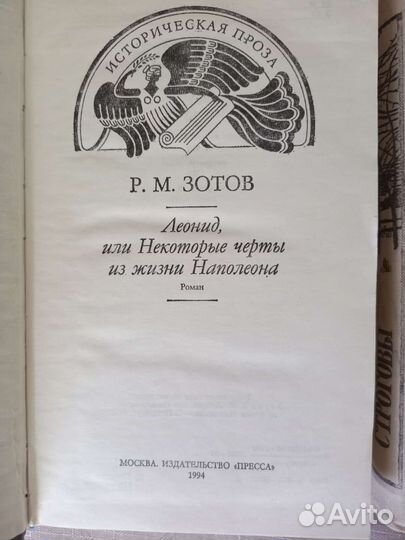 ИСТОРИЧЕСКАЯ ПРОЗА
Р. М. ЗОТОВ
Леонид,
или Некоторые черты
из жизни Наполеона
Роман
МОСКВА. ИЗДАТЕЛЬСТВО «ПРЕССА»
1994
СТРОГОВЫ
Avito